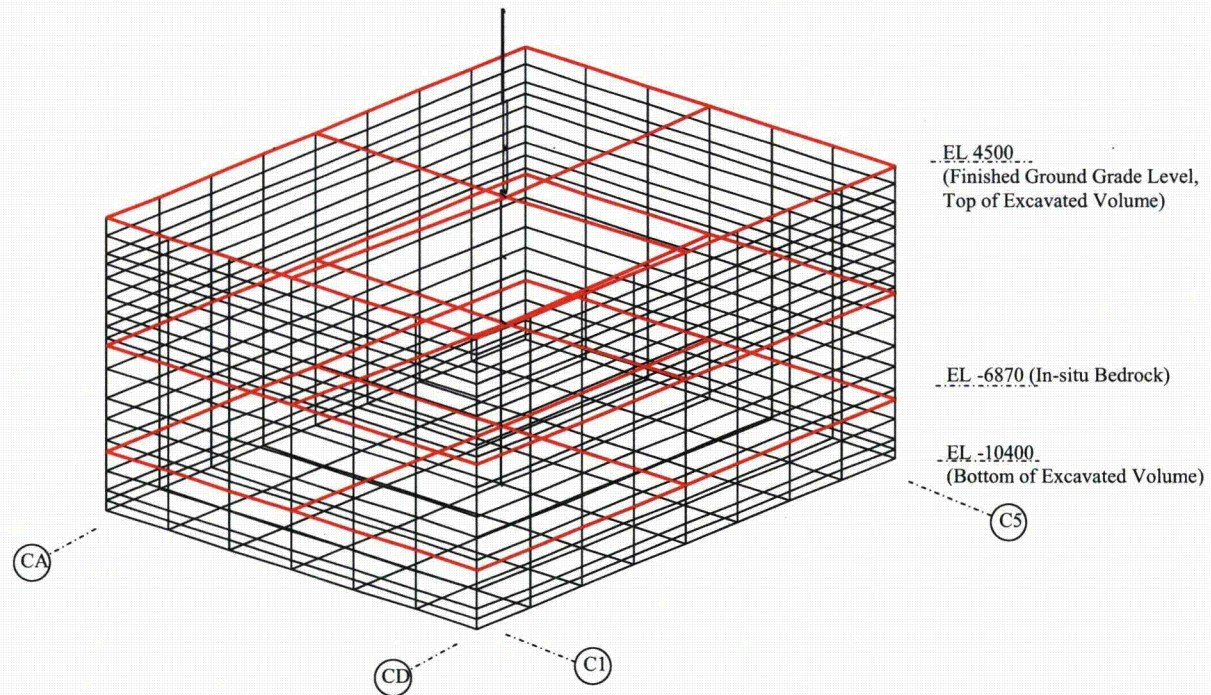 EL 4500
(Finished Ground Grade Level,
Top of Excavated Volume)
EL -6870 (In-situ Bedrock)
EL -10400
(Bottom of Excavated Volume)
C5
CA
C1
CD